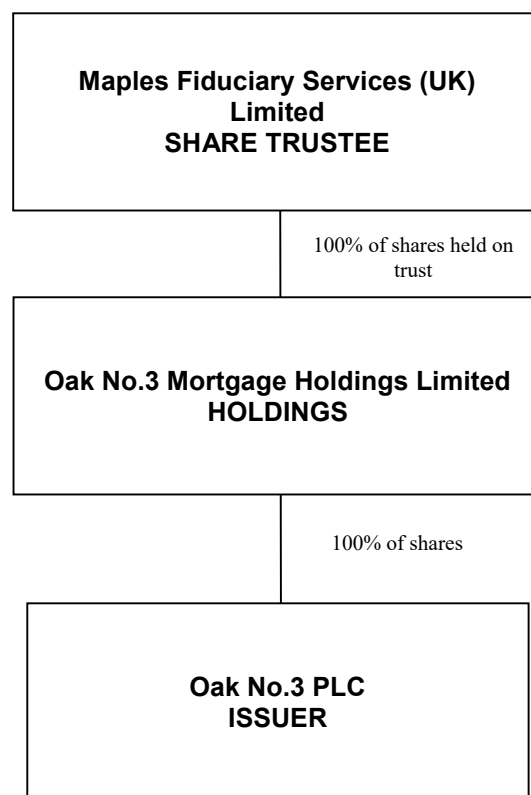 Maples Fiduciary Services (UK)
Limited
SHARE TRUSTEE
100% of shares held on
trust
Oak No.3 Mortgage Holdings Limited
HOLDINGS
100% of shares
Oak No.3 PLC
ISSUER